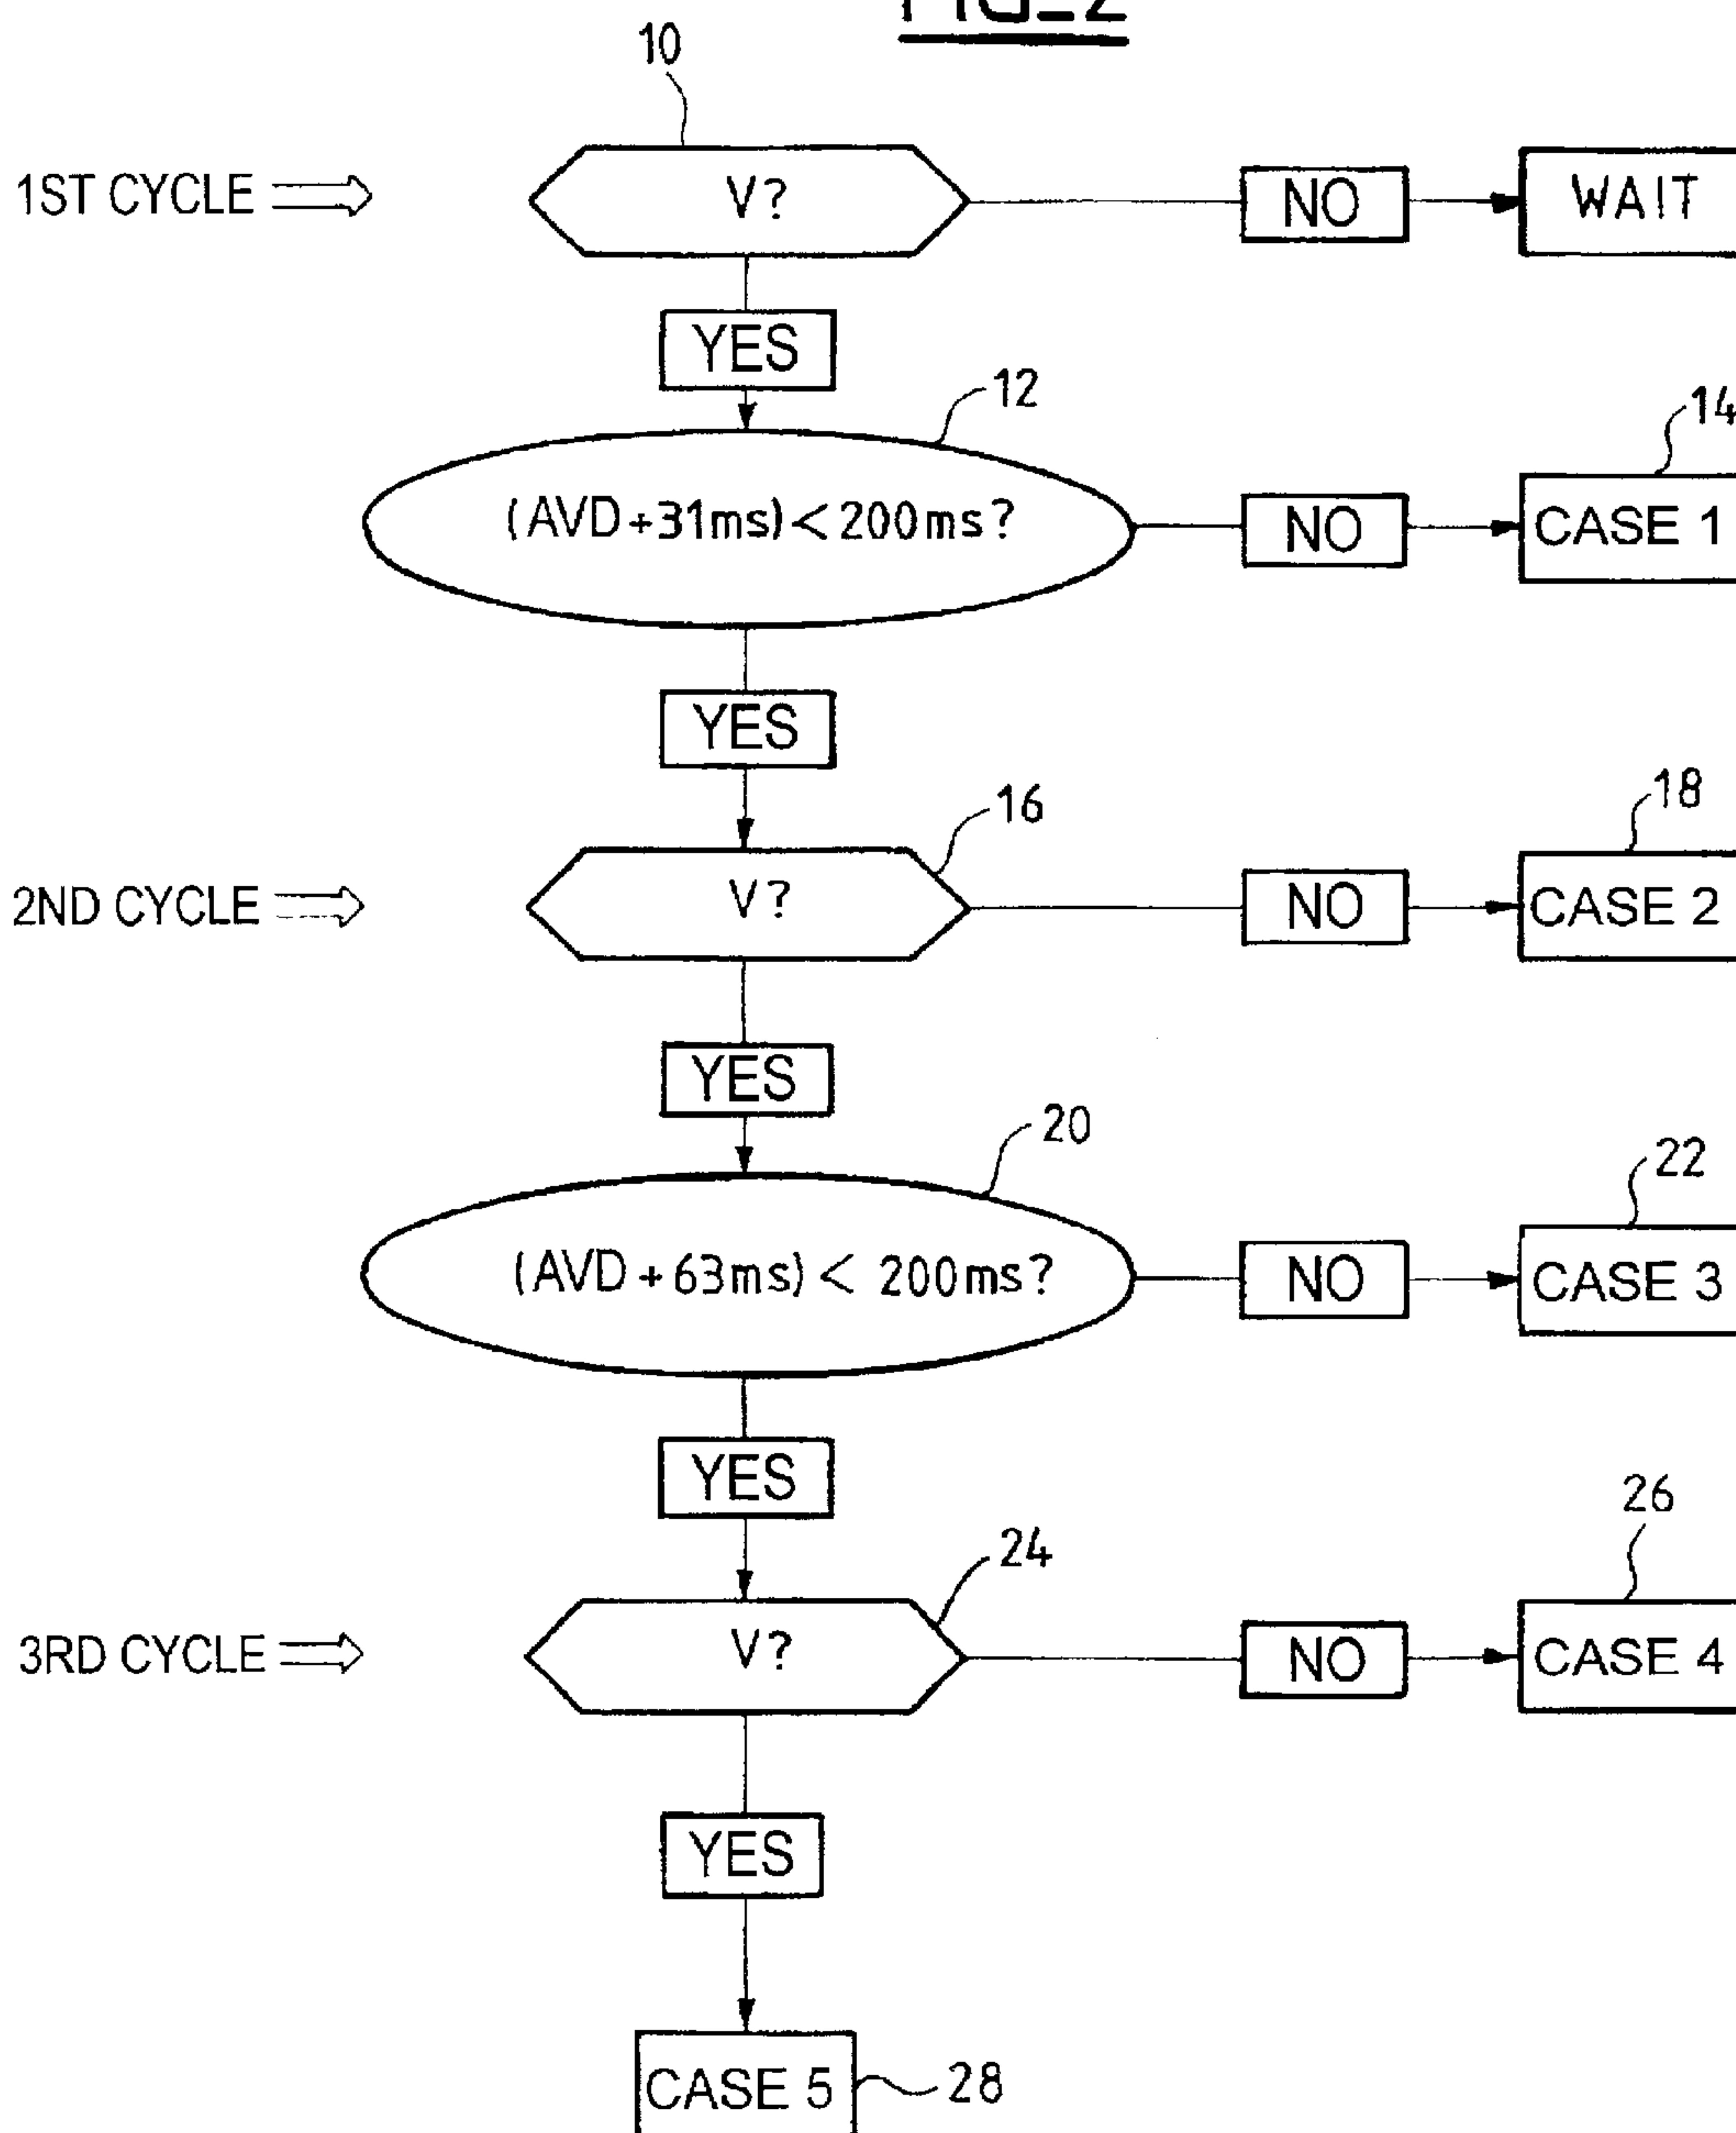 FIG_2
10
1ST CYCLE
V?
NO
WAIT
YES
12
14
(AVD+31ms)<200ms?
NO
CASE 1
YES
16
18
2ND CYCLE
V?
NO
CASE 2
YES
20
22
(AVD+63ms)< 200ms?
NO
CASE 3
YES
24
26
3RD CYCLE
V?
NO
CASE 4
YES
CASE 5
28